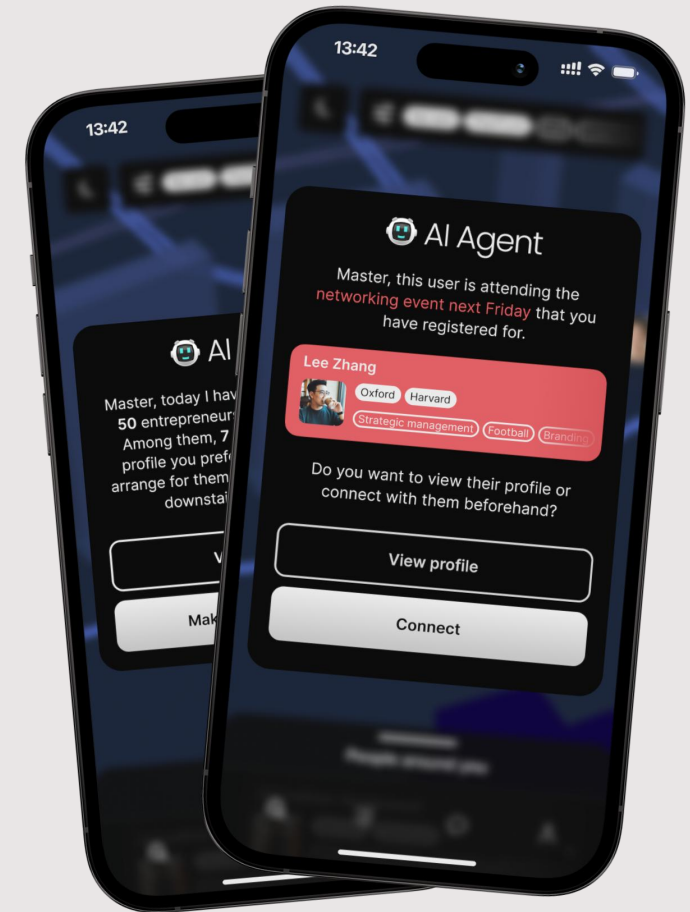 13:42
AI
Master, today I hav
50 entrepreneurs
Among them, 7
profile you pref
arrange for them
downstai
Mak
13:42
AI Agent
Master, this user is attending the
networking event next Friday that you
have registered for.
Lee Zhang
Oxford Harvard
Strategic management Football Branding
Do you want to view their profile or
connect with them beforehand?
View profile
Connect
People around you